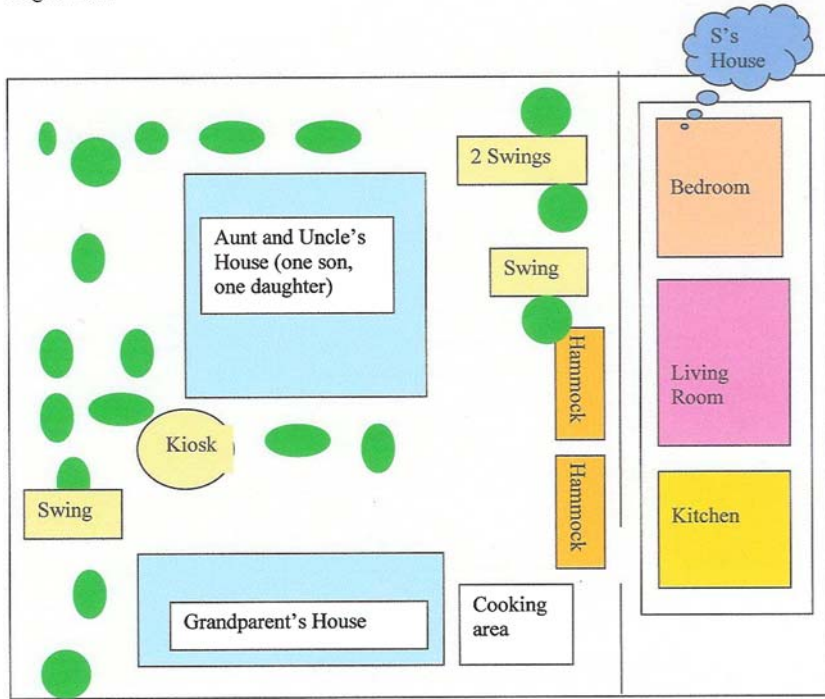 S's
House
2 Swings
Bedroom
Aunt and Uncle's
House (one son,
one daughter)
Swing
Hammock
Living
Room
Kiosk
Hammock
Swing
Kitchen
Grandparent's House
Cooking
area